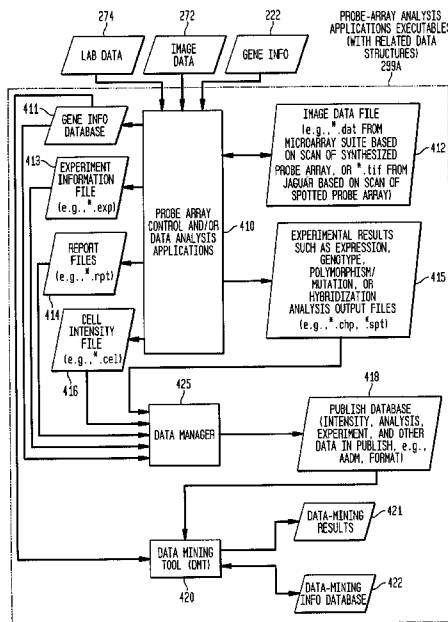 274
272
222
PROBE-ARRAY ANALYSIS
APPLICATIONS EXECUTABLES
(WITH RELATED DATA
STRUCTURES)
299A
LAB DATA
IMAGE
DATA
GENE INFO
411
GENE INFO
DATABASE
413
EXPERIMENT
INFORMATION
FILE
(e.g., *.exp)
REPORT
FILES
(e.g., *.rpt)
414
CELL
INTENSITY
FILE
(e.g., *.cel)
416
PROBE ARRAY
CONTROL AND/OR
DATA ANALYSIS
APPLICATIONS
410
IMAGE DATA FILE
(e.g., *.dat FROM
MICROARRAY SUITE BASED
ON SCAN OF SYNTHESIZED
PROBE ARRAY, OR *.tif FROM
JAGUAR BASED ON SCAN OF
SPOTTED PROBE ARRAY)
412
EXPERIMENTAL RESULTS
SUCH AS EXPRESSION,
GENOTYPE,
POLYMORPHISM/
MUTATION, OR
HYBRIDIZATION
ANALYSIS OUTPUT FILES
(e.g., *.chp, *.spt)
415
425
DATA MANAGER
418
PUBLISH DATABASE
(INTENSITY, ANALYSIS,
EXPERIMENT, AND OTHER
DATA IN PUBLISH, e.g.,
AADM, FORMAT)
DATA MINING
TOOL (DMT)
420
DATA-MINING
RESULTS
421
DATA-MINING
INFO DATABASE
422